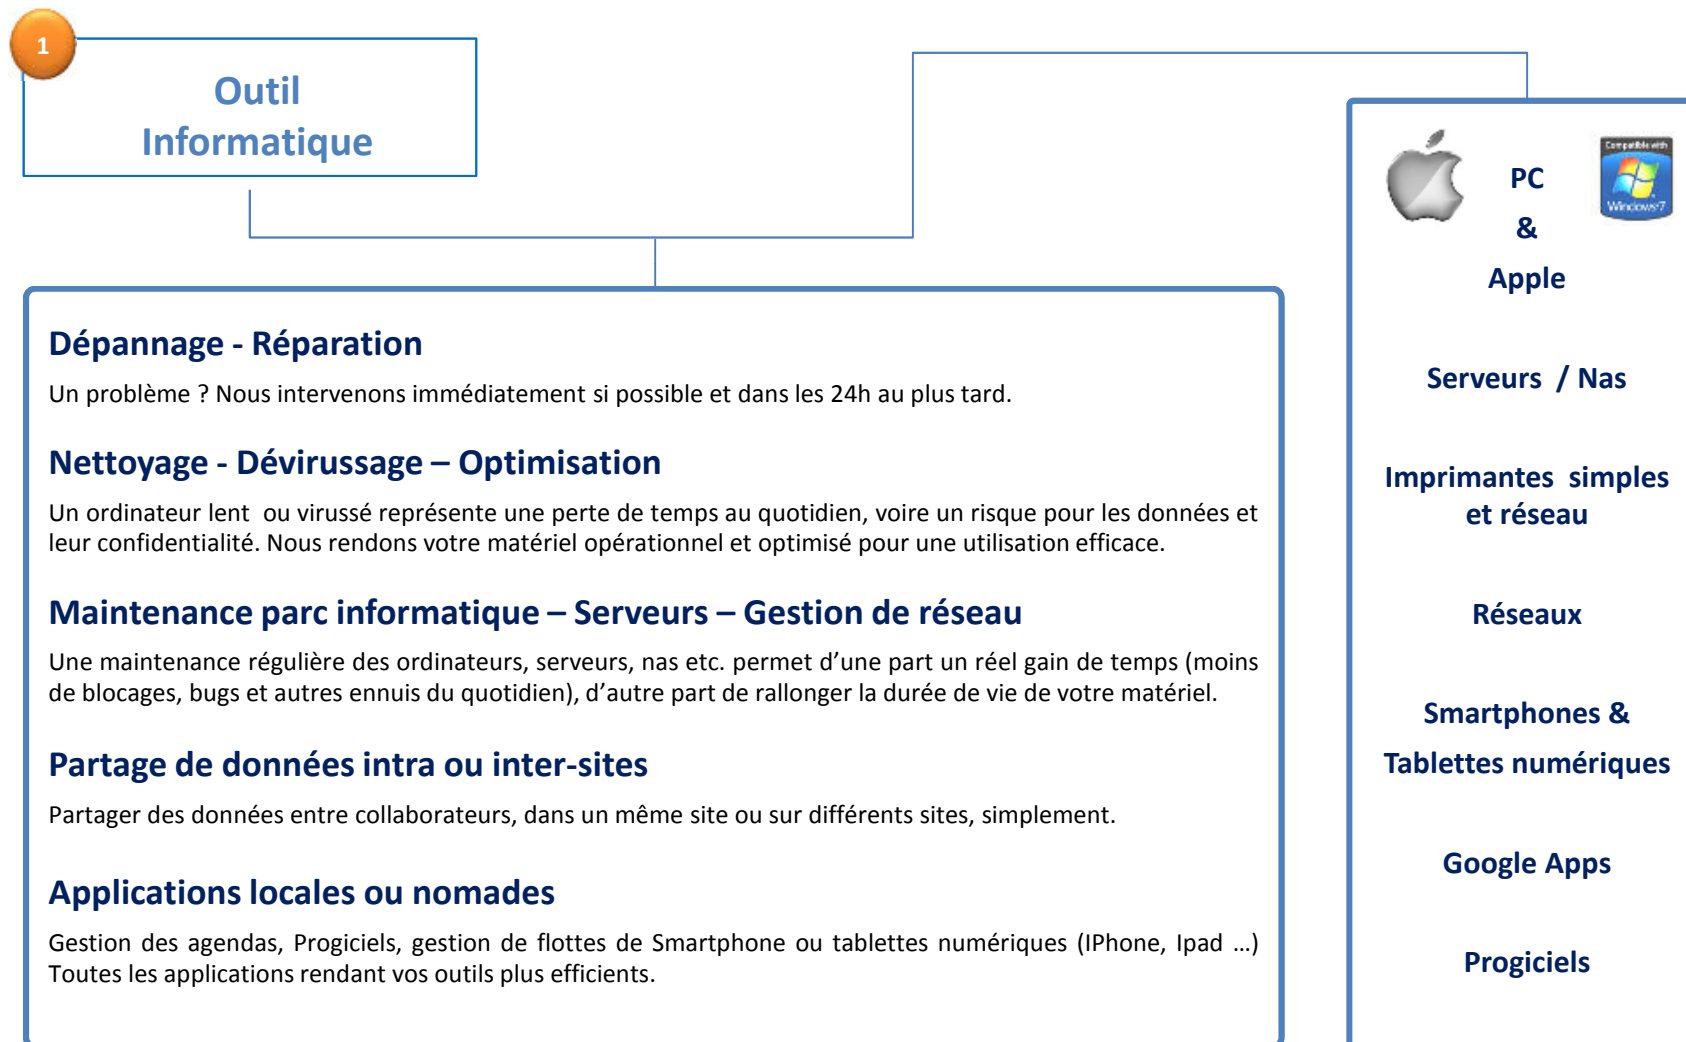 1
Outil
Informatique
Dépannage - Réparation
Un problème ? Nous intervenons immédiatement si possible et dans les 24h au plus tard.
Nettoyage - Dévirussage – Optimisation
Un ordinateur lent  ou virussé représente une perte de temps au quotidien, voire un risque pour les données et
leur confidentialité. Nous rendons votre matériel opérationnel et optimisé pour une utilisation efficace.
Maintenance parc informatique – Serveurs – Gestion de réseau
Une maintenance régulière des ordinateurs, serveurs, nas etc. permet d’une part un réel gain de temps (moins
de blocages, bugs et autres ennuis du quotidien), d’autre part de rallonger la durée de vie de votre matériel.
Partage de données intra ou inter-sites
Partager des données entre collaborateurs, dans un même site ou sur différents sites, simplement.
Applications locales ou nomades
Gestion des agendas, Progiciels, gestion de flottes de Smartphone ou tablettes numériques (IPhone, Ipad …)
Toutes les applications rendant vos outils plus efficients.
Compatible with
Windows 7
PC
&
Apple
Serveurs  / Nas
Imprimantes  simples
et réseau
Réseaux
Smartphones &
Tablettes numériques
Google Apps
Progiciels